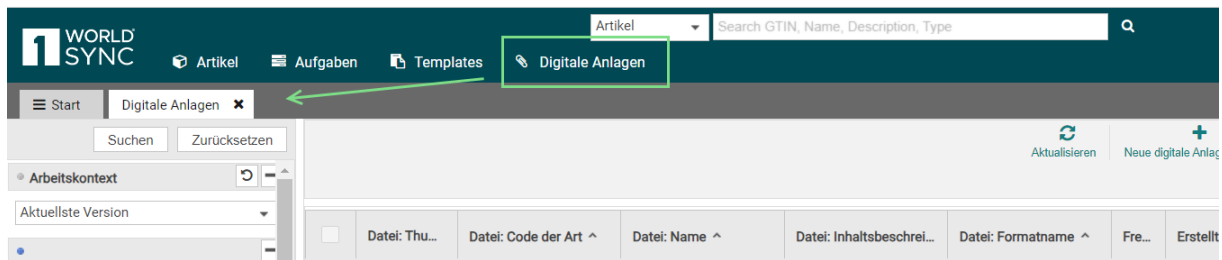 Artikel
Search GTIN, Name, Description, Type
1 WORLD
SYNC
Artikel
Aufgaben
Templates
Digitale Anlagen
Start
Digitale Anlagen
Suchen
Zurücksetzen
Aktualisieren
Neue digitale Anlag
Arbeitskontext
Aktuellste Version
Datei: Thu...
Datei: Code der Art
Datei: Name
Datei: Inhaltsbeschrei...
Datei: Formatname
Fre...
Erstellt